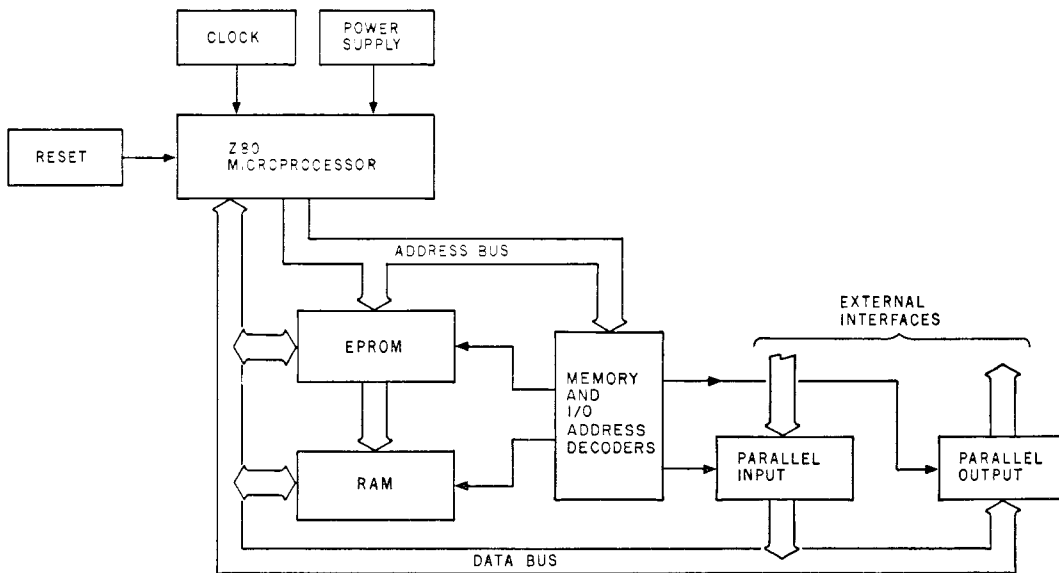 CLOCK
POWER
SUPPLY
RESET
Z80
MICROPROCESSOR
ADDRESS BUS
EXTERNAL
INTERFACES
EPROM
MEMORY
AND
I/O
ADDRESS
DECODERS
PARALLEL
INPUT
PARALLEL
OUTPUT
RAM
DATA BUS